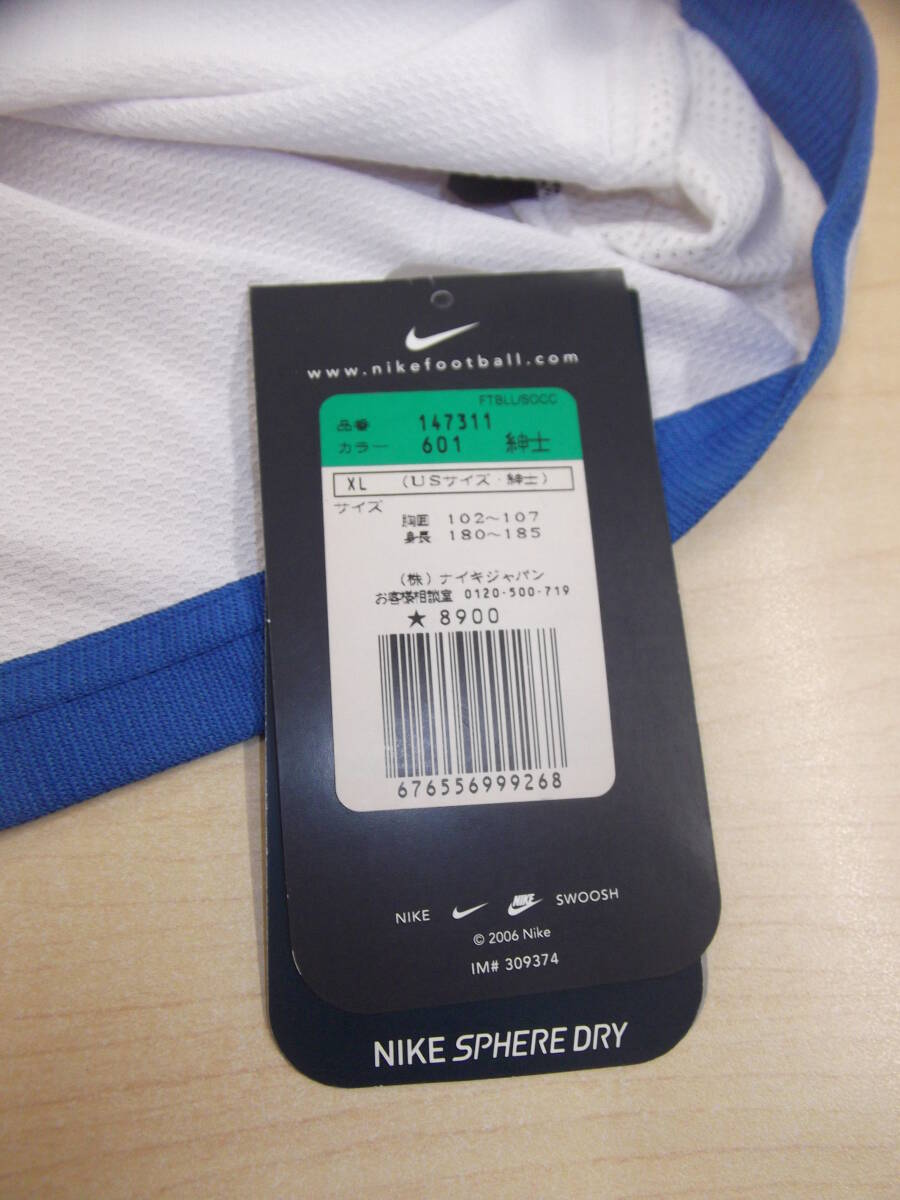 www.nikefootball.com
FTBLL/SOCC
品番 147311
カラー 601 紳士
XL (USサイズ・紳士)
サイズ
胸囲 102～107
身長 180～185
(株)ナイキジャパン
お客様相談室 0120-500-719
★8900
676556999268
NIKE NIKE SWOOSH
© 2006 Nike
IM# 309374
NIKE SPHERE DRY